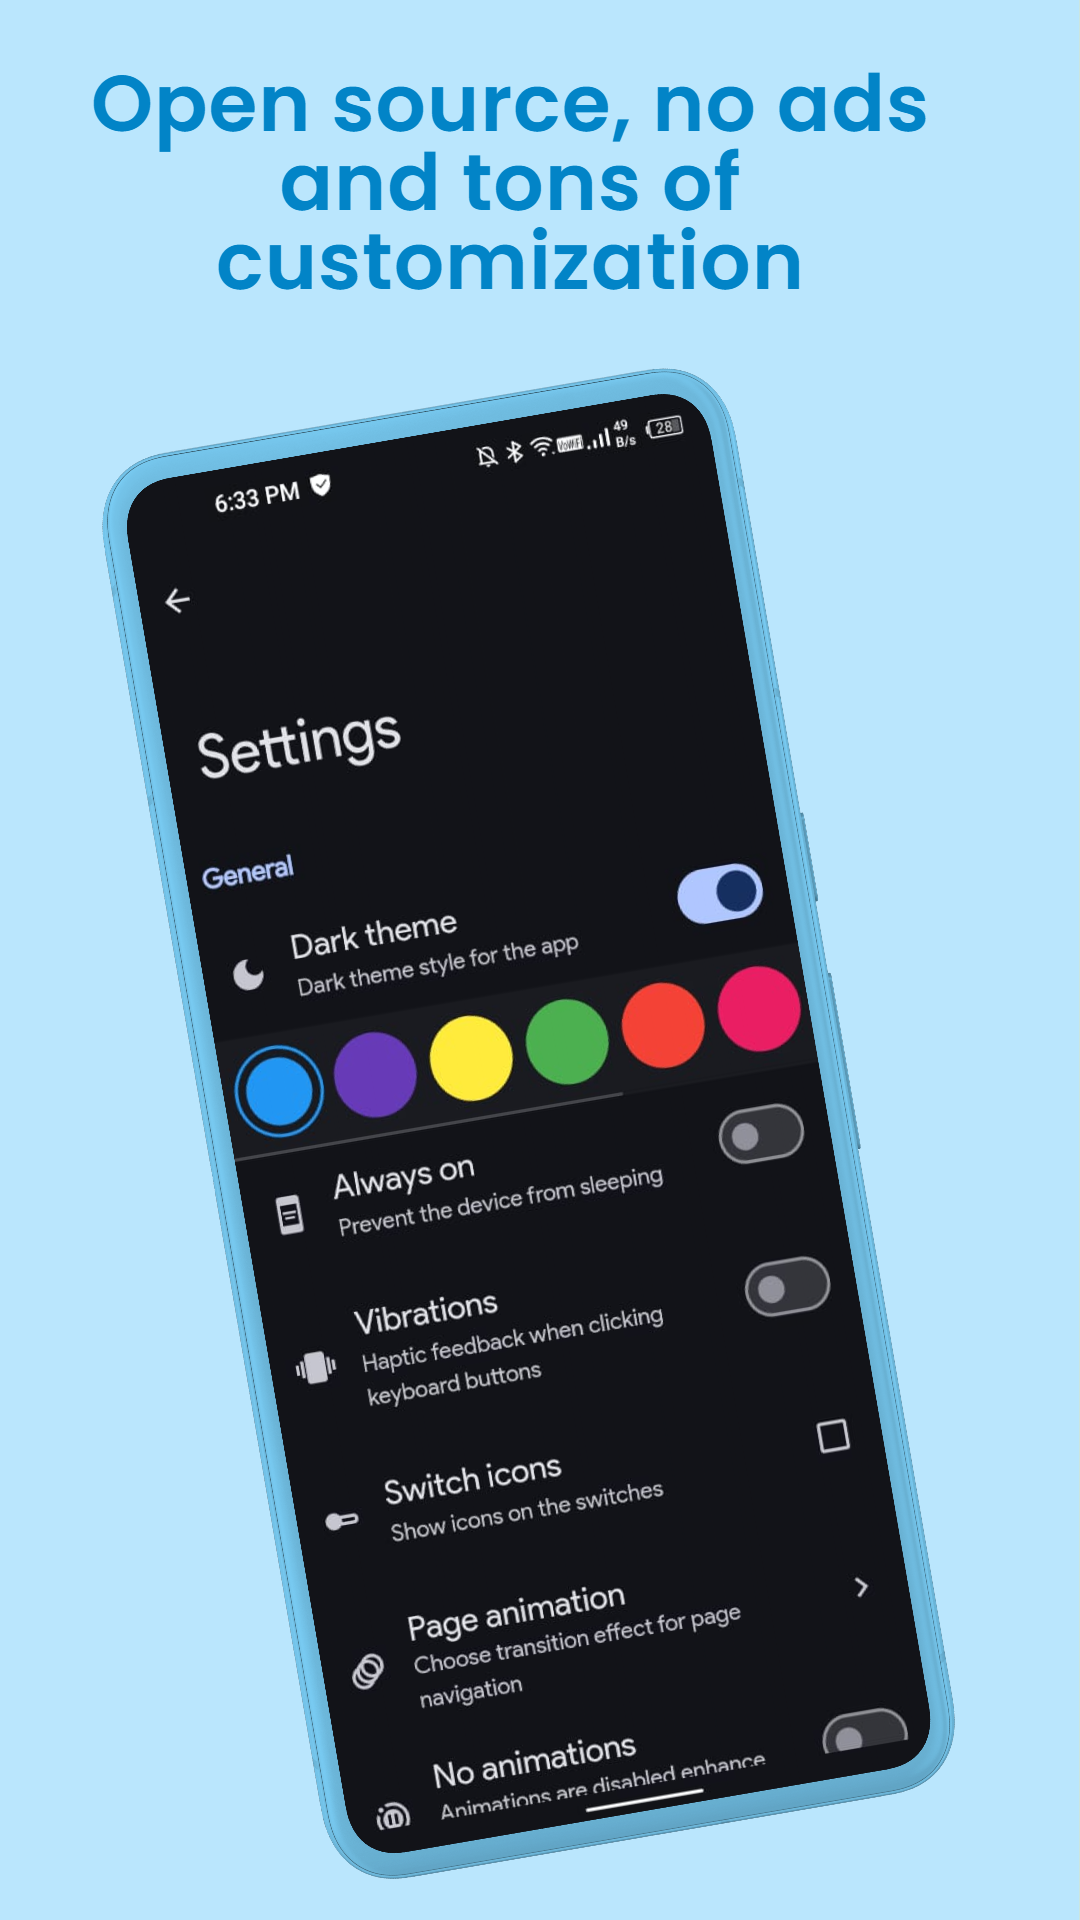 Open source, no ads
and tons of
customization
6:33 PM
VoWiFi
49
B/s
28
Settings
General
Dark theme
Dark theme style for the app
Always on
Prevent the device from sleeping
Vibrations
Haptic feedback when clicking
keyboard buttons
Switch icons
Show icons on the switches
Page animation
Choose transition effect for page
navigation
No animations
Animations are disabled enhance